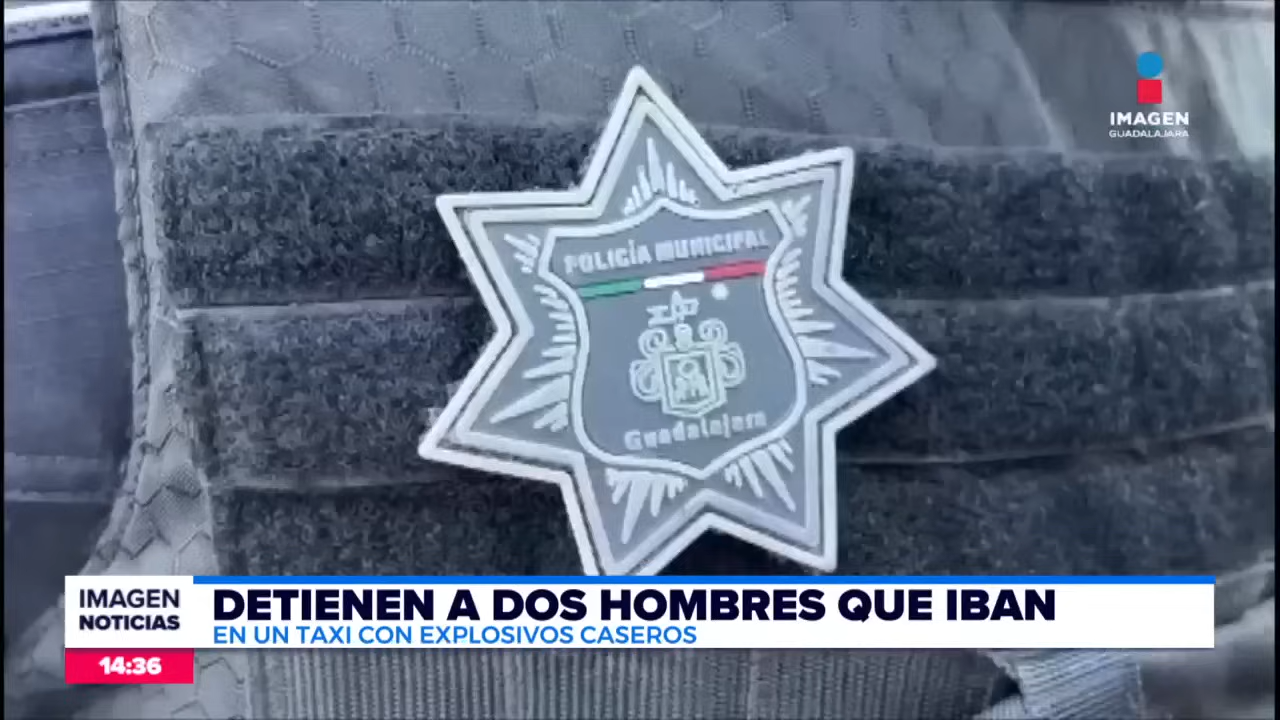 IMAGEN
GUADALAJARA
POLICÍA MUNICIPAL
Guadalajara
IMAGEN
NOTICIAS
DETIENEN A DOS HOMBRES QUE IBAN
EN UN TAXI CON EXPLOSIVOS CASEROS
14:36